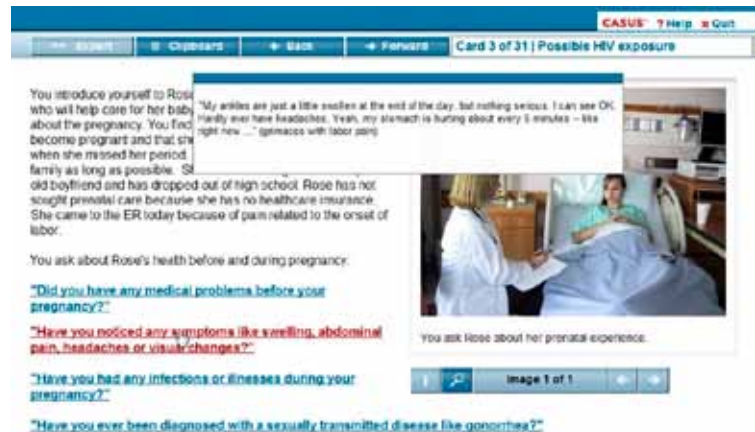 CASUS ? Help × Quit
Expert Clipboard Back Forward Card 3 of 31 | Possible HIV exposure
You introduce yourself to Rose
who will help care for her baby
about the pregnancy. You find
become pregnant and that she
when she missed her period.
family as long as possible. S
old boyfriend and has dropped out of high school. Rose has not
sought prenatal care because she has no healthcare insurance.
She came to the ER today because of pain related to the onset of
labor.
"My ankles are just a little swollen at the end of the day, but nothing serious. I can see OK.
Hardly ever have headaches. Yeah, my stomach is hurting about every 5 minutes – like
right now ..." (grimaces with labor pain)
You ask about Rose's health before and during pregnancy:
"Did you have any medical problems before your
pregnancy?"
"Have you noticed any symptoms like swelling, abdominal
pain, headaches or visual changes?"
"Have you had any infections or illnesses during your
pregnancy?"
"Have you ever been diagnosed with a sexually transmitted disease like gonorrhea?"
You ask Rose about her prenatal experience.
Image 1 of 1